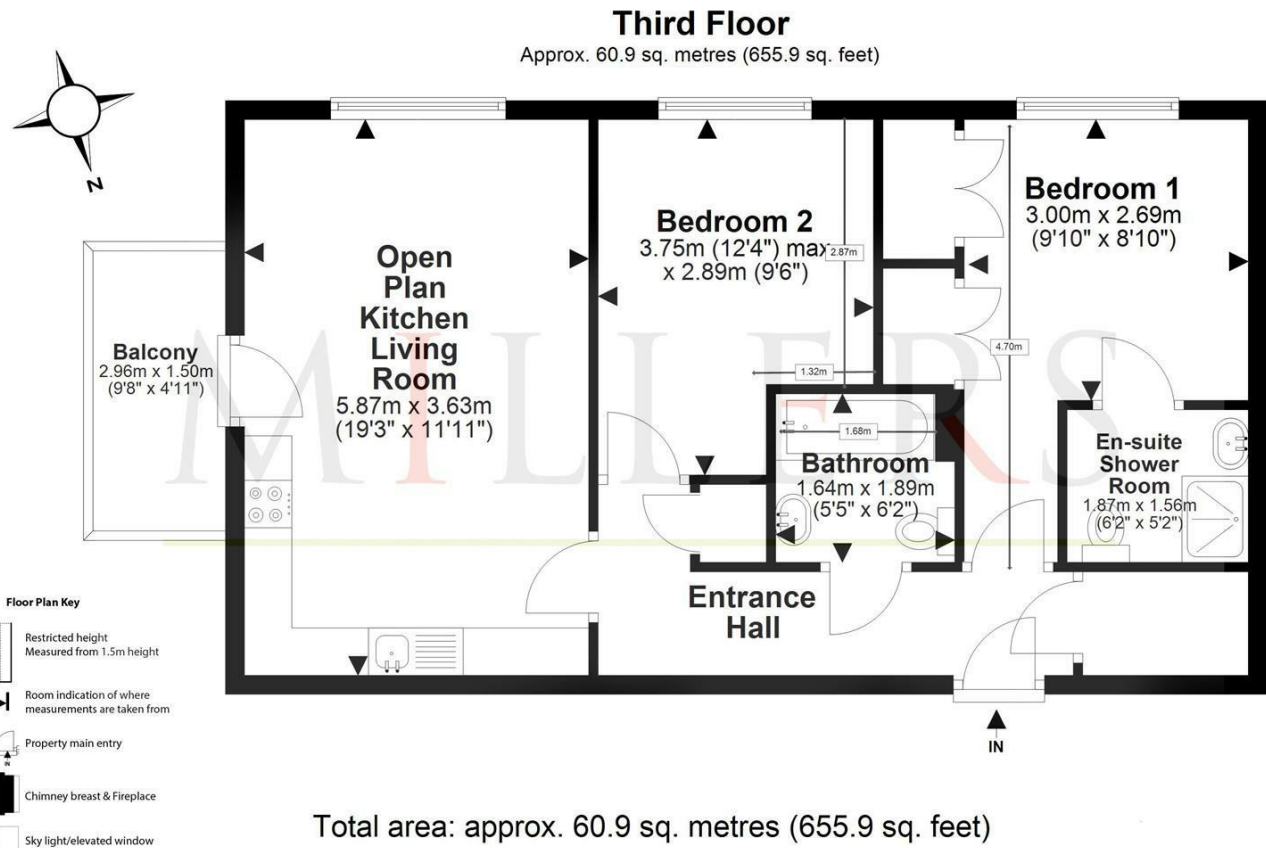 Third Floor
Approx. 60.9 sq. metres (655.9 sq. feet)
N
Open
Plan
Kitchen
Living
Room
5.87m x 3.63m
(19'3" x 11'11")
Balcony
2.96m x 1.50m
(9'8" x 4'11")
Bedroom 2
3.75m (12'4") max
x 2.89m (9'6")
2.87m
1.32m
Bedroom 1
3.00m x 2.69m
(9'10" x 8'10")
4.70m
1.68m
Bathroom
1.64m x 1.89m
(5'5" x 6'2")
En-suite
Shower
Room
1.87m x 1.56m
(6'2" x 5'2")
MILLERS
Entrance
Hall
IN
Floor Plan Key
Restricted height
Measured from 1.5m height
Room indication of where
measurements are taken from
Property main entry
IN
Chimney breast & Fireplace
Sky light/elevated window
Total area: approx. 60.9 sq. metres (655.9 sq. feet)